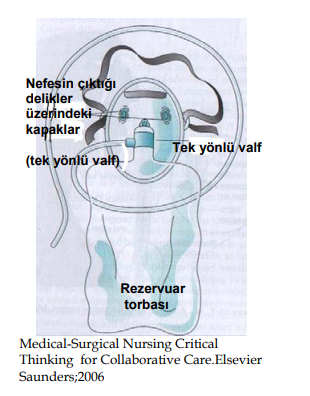 Nefesin çıktığı
delikler
üzerindeki
kapaklar
(tek yönlü valf)
Tek yönlü valf
Rezervuar
torbası
Medical-Surgical Nursing Critical
Thinking for Collaborative Care.Elsevier
Saunders;2006